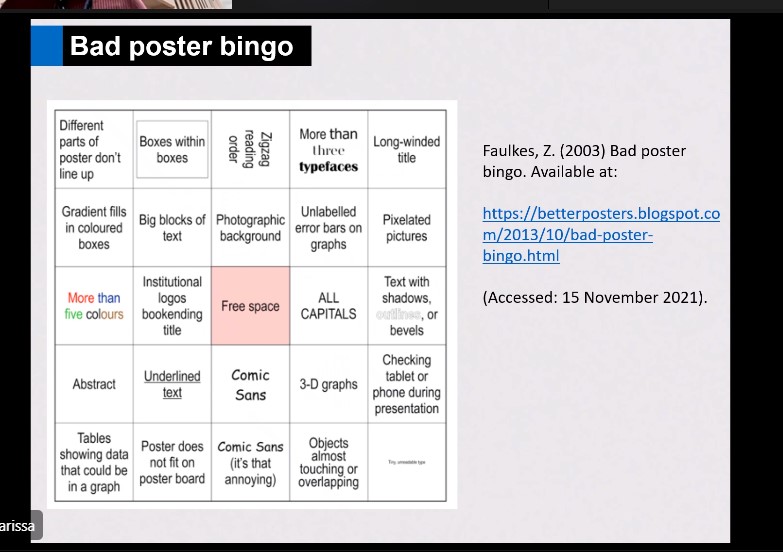 Bad poster bingo
Different
parts of
poster don't
line up
Boxes within
boxes
Zigzag
reading
order
More than
three
typefaces
Long-winded
title
Gradient fills
in coloured
boxes
Big blocks of
text
Photographic
background
Unlabelled
error bars on
graphs
Pixelated
pictures
More than
five colours
Institutional
logos
bookending
title
Free space
ALL
CAPITALS
Text with
shadows,
outlines, or
bevels
Abstract
Underlined
text
Comic
Sans
3-D graphs
Checking
tablet or
phone during
presentation
Tables
showing data
that could be
in a graph
Poster does
not fit on
poster board
Comic Sans
(it's that
annoying)
Objects
almost
touching or
overlapping
Tiny, unreadable type
Faulkes, Z. (2003) Bad poster
bingo. Available at:
https://betterposters.blogspot.co
m/2013/10/bad-poster-
bingo.html
(Accessed: 15 November 2021).
arissa